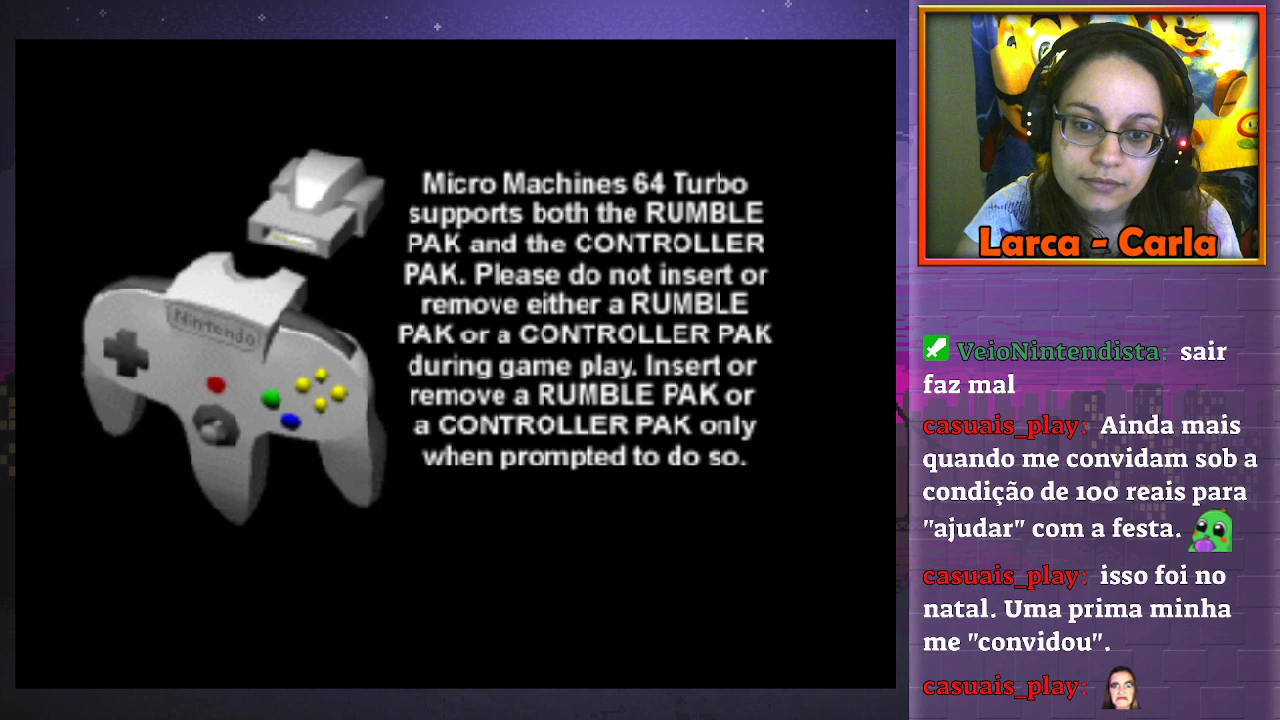 Micro Machines 64 Turbo
supports both the RUMBLE
PAK and the CONTROLLER
PAK. Please do not insert or
remove either a RUMBLE
PAK or a CONTROLLER PAK
during game play. Insert or
remove a RUMBLE PAK or
a CONTROLLER PAK only
when prompted to do so.
Nintendo
Larca - Carla
VeioNintendista: sair
faz mal
casuais_play: Ainda mais
quando me convidam sob a
condição de 100 reais para
"ajudar" com a festa.
casuais_play: isso foi no
natal. Uma prima minha
me "convidou".
casuais_play: